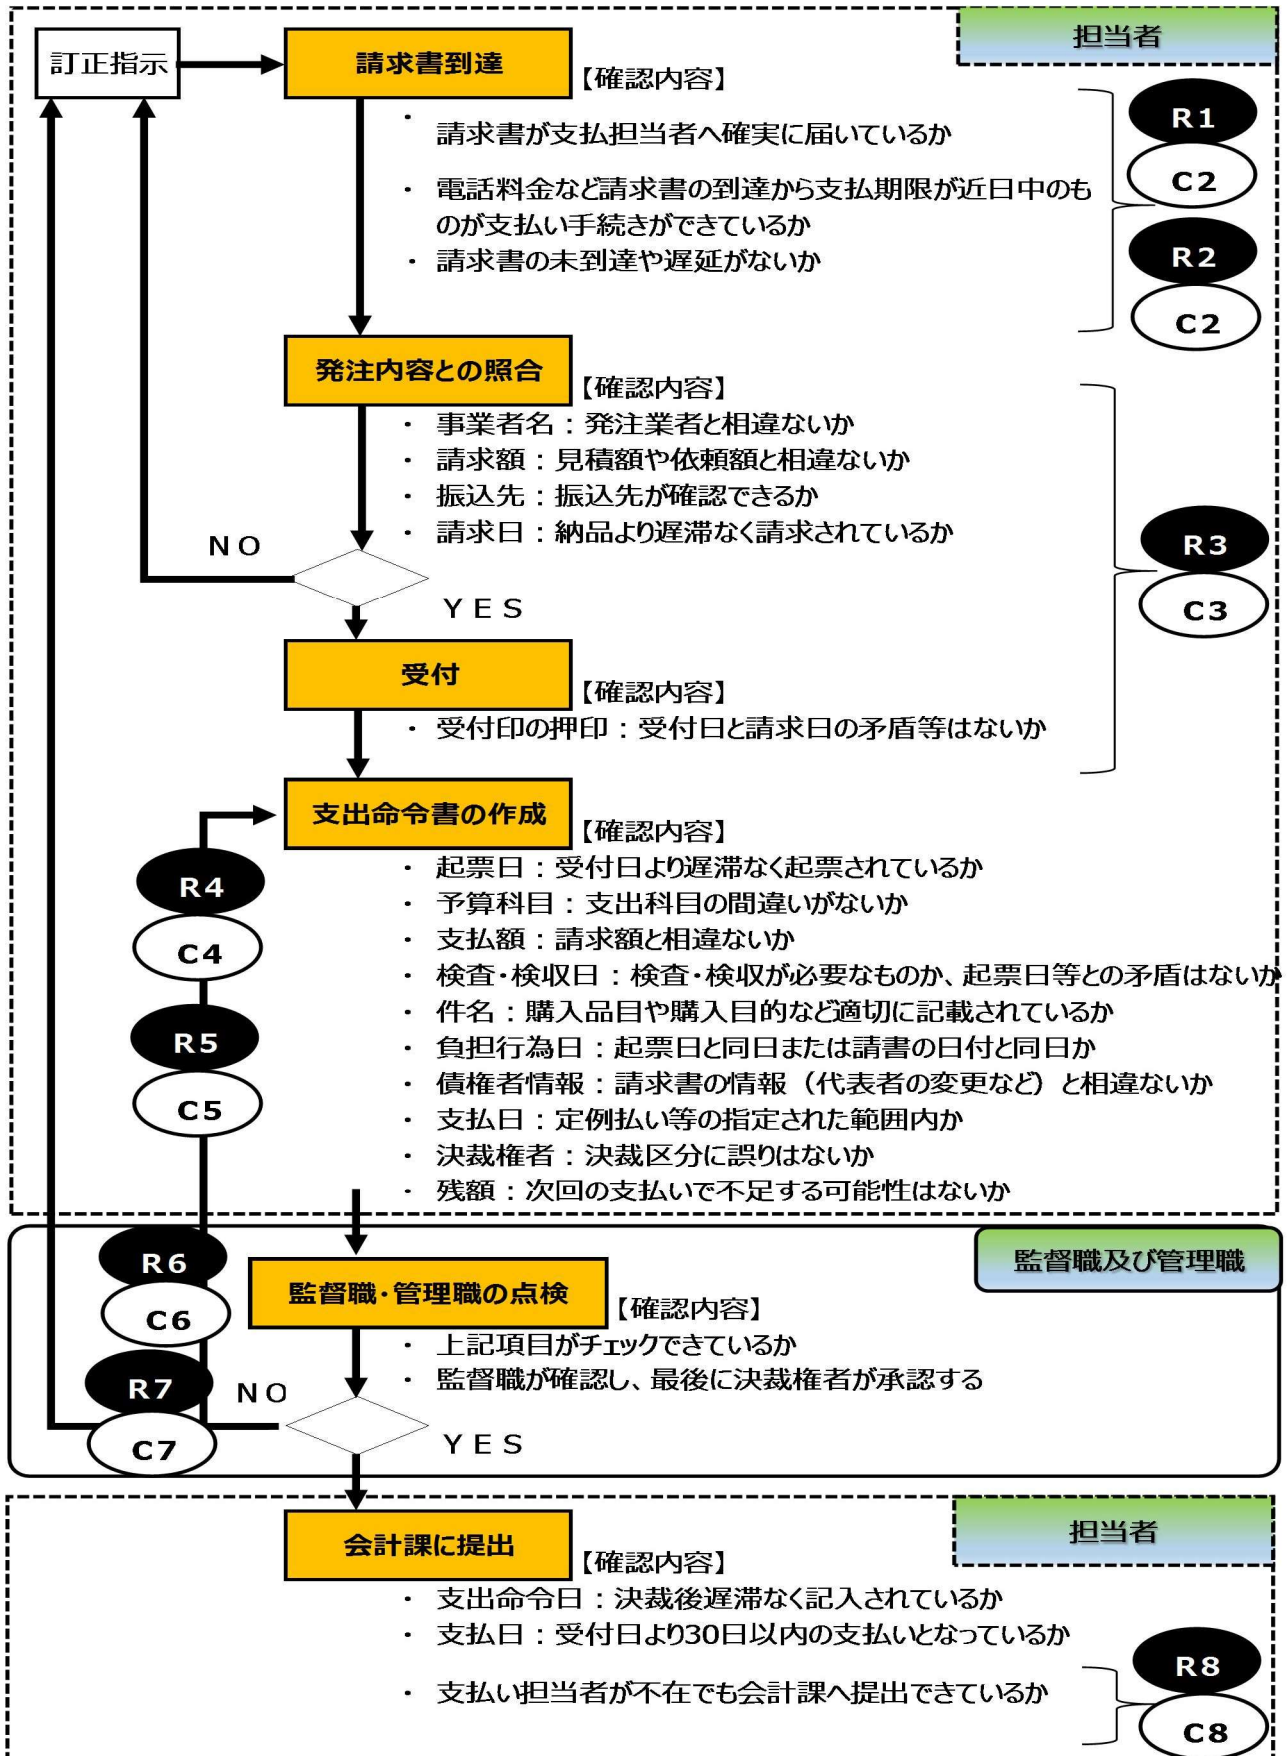 担当者
訂正指示
請求書到達
【確認内容】
・ 請求書が支払担当者へ確実に届いているか
・ 電話料金など請求書の到達から支払期限が近日中のも
のが支払い手続きができているか
・ 請求書の未到達や遅延がないか
R1
C2
R2
C2
発注内容との照合
【確認内容】
・ 事業者名：発注業者と相違ないか
・ 請求額：見積額や依頼額と相違ないか
・ 振込先：振込先が確認できるか
・ 請求日：納品より遅滞なく請求されているか
NO
YES
R3
C3
受付
【確認内容】
・ 受付印の押印：受付日と請求日の矛盾等はないか
支出命令書の作成
【確認内容】
・ 起票日：受付日より遅滞なく起票されているか
・ 予算科目：支出科目の間違いがないか
・ 支払額：請求額と相違ないか
・ 検査・検収日：検査・検収が必要なものか、起票日等との矛盾はないか
・ 件名：購入品目や購入目的など適切に記載されているか
・ 負担行為日：起票日と同日または請書の日付と同日か
・ 債権者情報：請求書の情報（代表者の変更など）と相違ないか
・ 支払日：定例払い等の指定された範囲内か
・ 決裁権者：決裁区分に誤りはないか
・ 残額：次回の支払いで不足する可能性はないか
R4
C4
R5
C5
監督職及び管理職
R6
C6
監督職・管理職の点検
【確認内容】
・ 上記項目がチェックできているか
・ 監督職が確認し、最後に決裁権者が承認する
R7
C7
NO
YES
担当者
会計課に提出
【確認内容】
・ 支出命令日：決裁後遅滞なく記入されているか
・ 支払日：受付日より30日以内の支払いとなっているか
・ 支払い担当者が不在でも会計課へ提出できているか
R8
C8